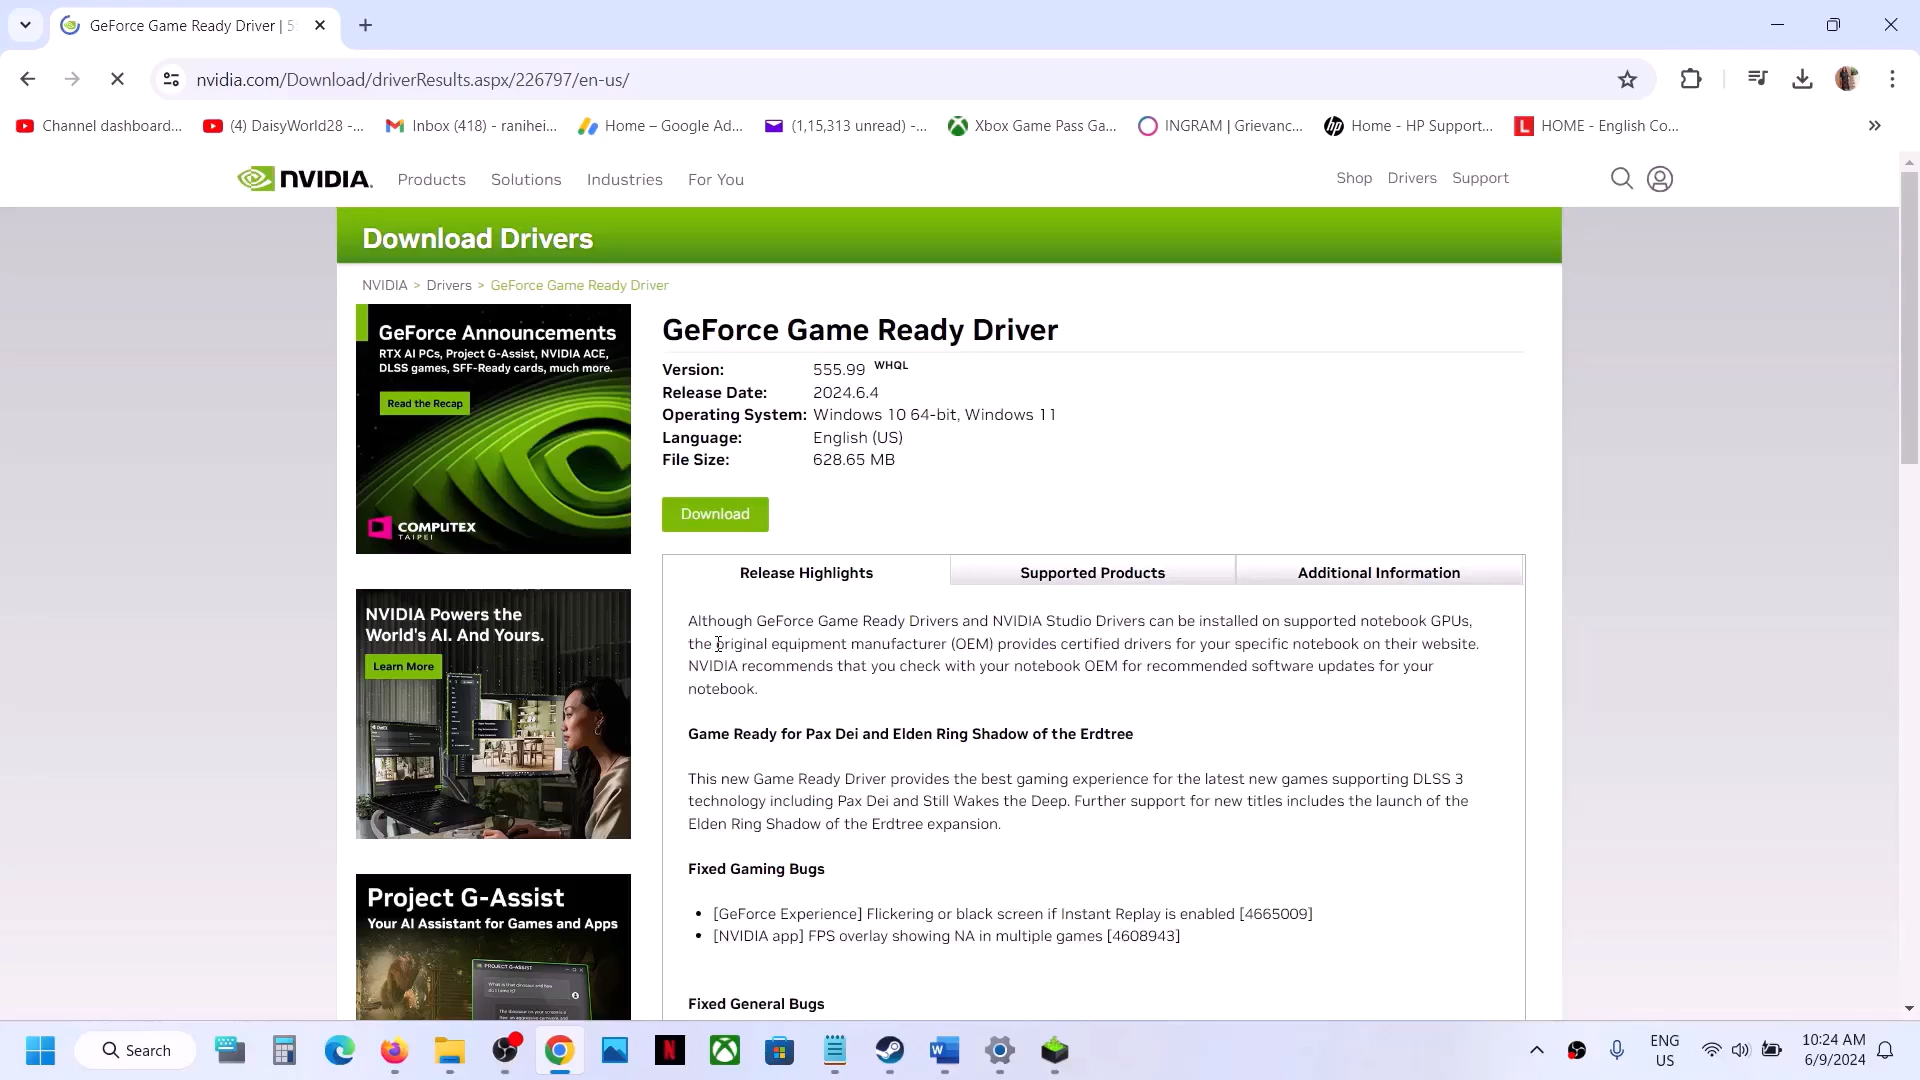 GeForce Game Ready Driver | 5
nvidia.com/Download/driverResults.aspx/226797/en-us/
Channel dashboard...
(4) DaisyWorld28 -...
Inbox (418) - ranihei...
Home – Google Ad...
(1,15,313 unread) -...
Xbox Game Pass Ga...
INGRAM | Grievanc...
Home - HP Support...
HOME - English Co...
NVIDIA.
Products
Solutions
Industries
For You
Shop
Drivers
Support
Download Drivers
NVIDIA > Drivers > GeForce Game Ready Driver
GeForce Announcements
RTX AI PCs, Project G-Assist, NVIDIA ACE,
DLSS games, SFF-Ready cards, much more.
Read the Recap
COMPUTEX
TAIPEI
GeForce Game Ready Driver
Version: 555.99 WHQL
Release Date: 2024.6.4
Operating System: Windows 10 64-bit, Windows 11
Language: English (US)
File Size: 628.65 MB
Download
Release Highlights
Supported Products
Additional Information
NVIDIA Powers the
World's AI. And Yours.
Learn More
Although GeForce Game Ready Drivers and NVIDIA Studio Drivers can be installed on supported notebook GPUs,
the original equipment manufacturer (OEM) provides certified drivers for your specific notebook on their website.
NVIDIA recommends that you check with your notebook OEM for recommended software updates for your
notebook.
Game Ready for Pax Dei and Elden Ring Shadow of the Erdtree
This new Game Ready Driver provides the best gaming experience for the latest new games supporting DLSS 3
technology including Pax Dei and Still Wakes the Deep. Further support for new titles includes the launch of the
Elden Ring Shadow of the Erdtree expansion.
Fixed Gaming Bugs
[GeForce Experience] Flickering or black screen if Instant Replay is enabled [4665009]
[NVIDIA app] FPS overlay showing NA in multiple games [4608943]
Fixed General Bugs
Project G-Assist
Your AI Assistant for Games and Apps
PROJECT G-ASSIST
Search
ENG
US
10:24 AM
6/9/2024